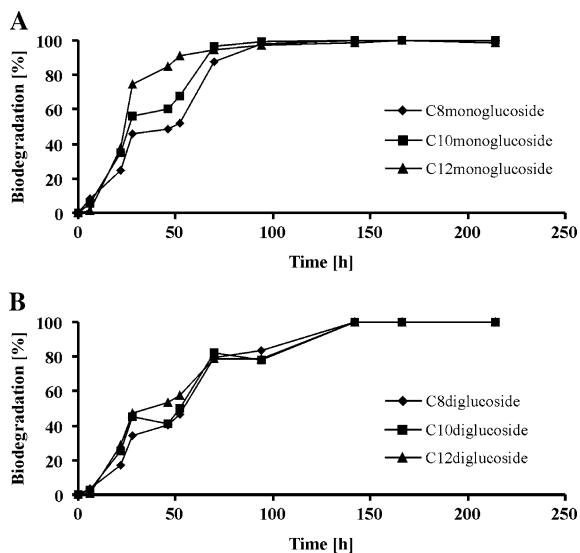 A
Biodegradation [%]
100
80
60
40
20
0
C8monoglucoside
C10monoglucoside
C12monoglucoside
0 50 100 150 200 250
Time [h]
B
Biodegradation [%]
100
80
60
40
20
0
C8diglucoside
C10diglucoside
C12diglucoside
0 50 100 150 200 250
Time [h]